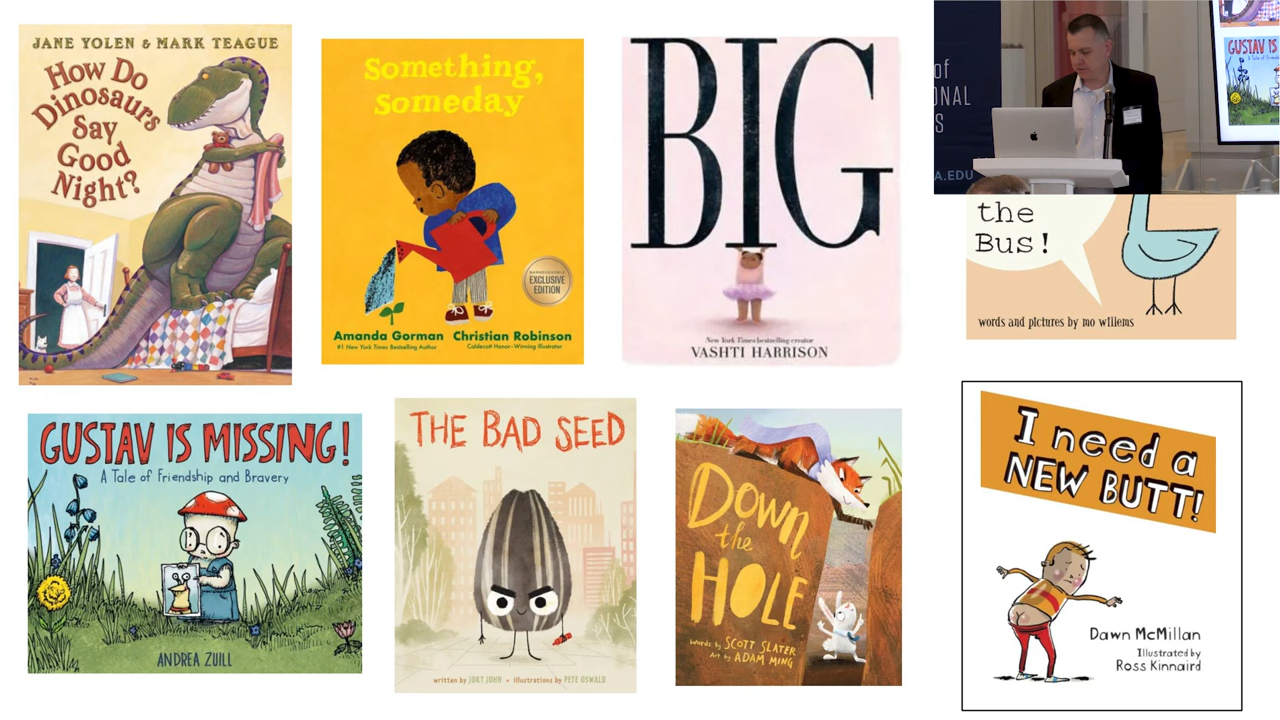 JANE YOLEN & MARK TEAGUE
How Do
Dinosaurs
Say
Good
Night?
Something,
someday
BARNES & NOBLE
EXCLUSIVE
EDITION
Amanda Gorman Christian Robinson
#1 New York Times Bestselling Author Caldecott Honor–Winning Illustrator
BIG
New York Times bestselling creator
VASHTI HARRISON
of
ONAL
S
A.EDU
GUSTAV IS
the
Bus!
words and pictures by mo willems
GUSTAV IS MISSING!
A Tale of Friendship and Bravery
ANDREA ZUILL
THE BAD SEED
written by JORY JOHN • illustrations by PETE OSWALD
DOWN
the
HOLE
Words by SCOTT SLATER
Art by ADAM MING
I need a
NEW BUTT!
Dawn McMillan
Illustrated by
Ross Kinnaird